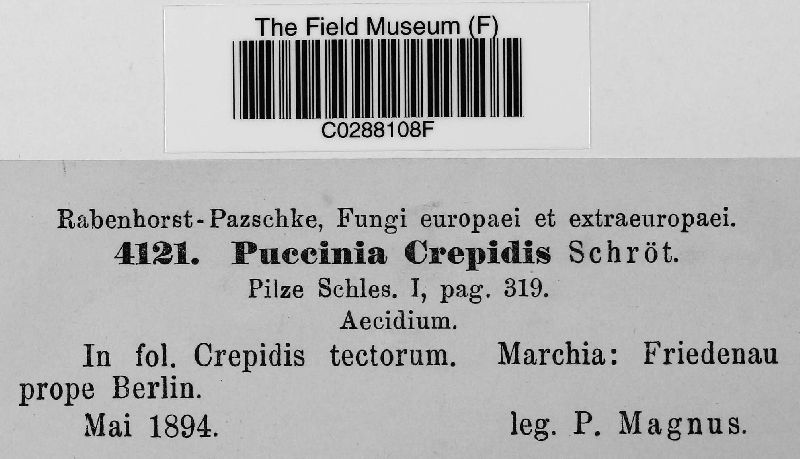 The Field Museum (F)
C0288108F
Rabenhorst-Pazschke, Fungi europaei et extraeuropaei.
4121. Puccinia Crepidis Schröt.
Pilze Schles. I, pag. 319.
Aecidium.
In fol. Crepidis tectorum. Marchia: Friedenau
prope Berlin.
Mai 1894. leg. P. Magnus.